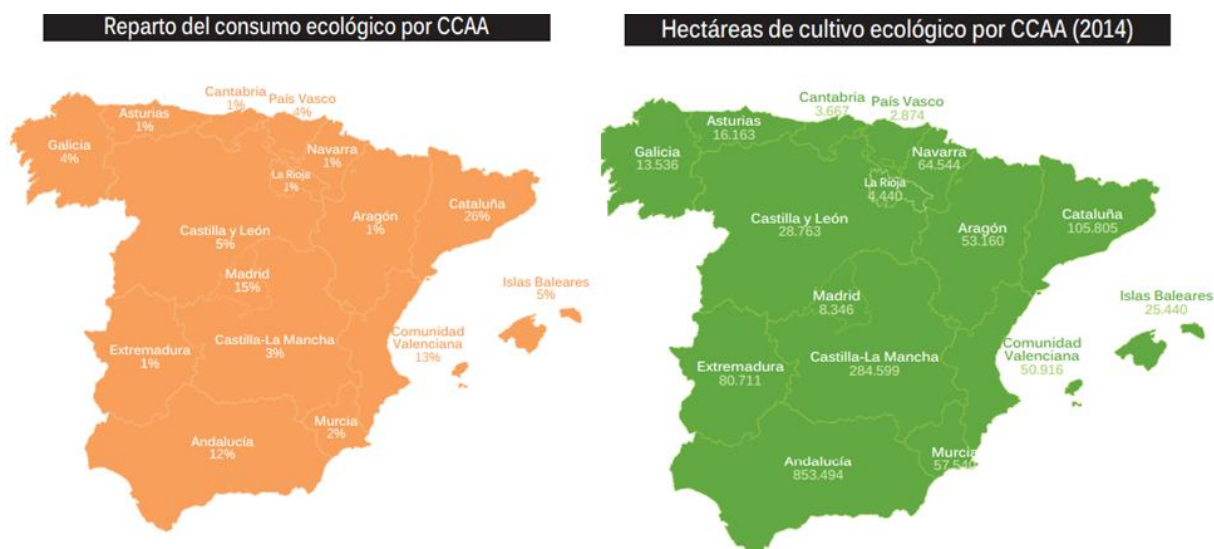 Reparto del consumo ecológico por CCAA
Cantabria
1%
País Vasco
4%
Asturias
1%
Galicia
4%
Navarra
1%
La Rioja
1%
Cataluña
26%
Aragón
1%
Castilla y León
5%
Madrid
15%
Islas Baleares
5%
Comunidad
Valenciana
13%
Castilla-La Mancha
3%
Extremadura
1%
Murcia
2%
Andalucía
12%
Hectáreas de cultivo ecológico por CCAA (2014)
Cantabria
3.667
País Vasco
2.874
Asturias
16.163
Galicia
13.536
Navarra
64.544
La Rioja
4.440
Cataluña
105.805
Castilla y León
28.763
Aragón
53.160
Madrid
8.346
Islas Baleares
25.440
Comunidad
Valenciana
50.916
Castilla-La Mancha
284.599
Extremadura
80.711
Murcia
Andalucía
853.494